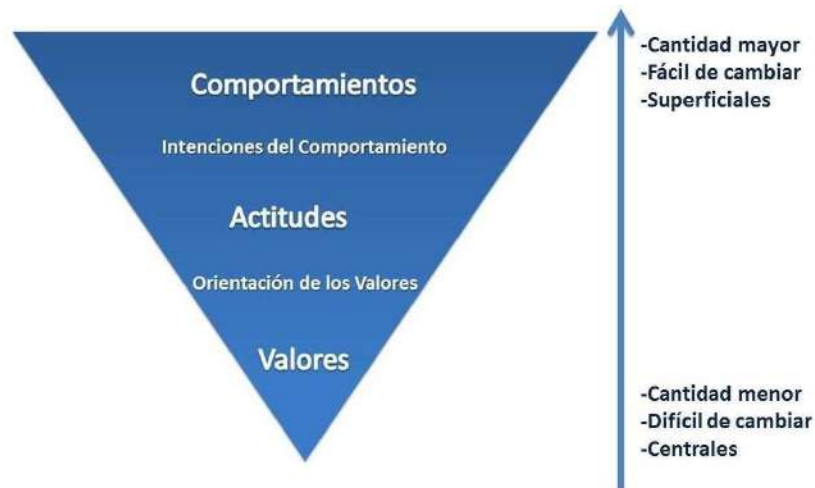 Comportamientos
Intenciones del Comportamiento
Actitudes
Orientación de los Valores
Valores
-Cantidad mayor
-Fácil de cambiar
-Superficiales
-Cantidad menor
-Difícil de cambiar
-Centrales